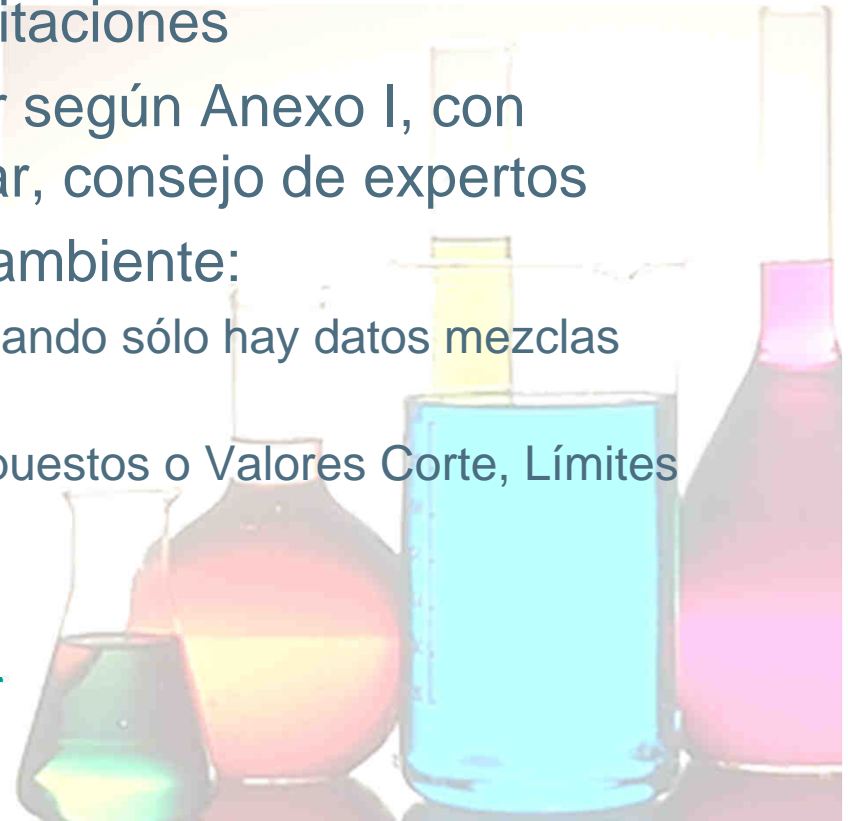 itaciones
r según Anexo I, con
ar, consejo de expertos
ambiente:
ando sólo hay datos mezclas
puestos o Valores Corte, Límites